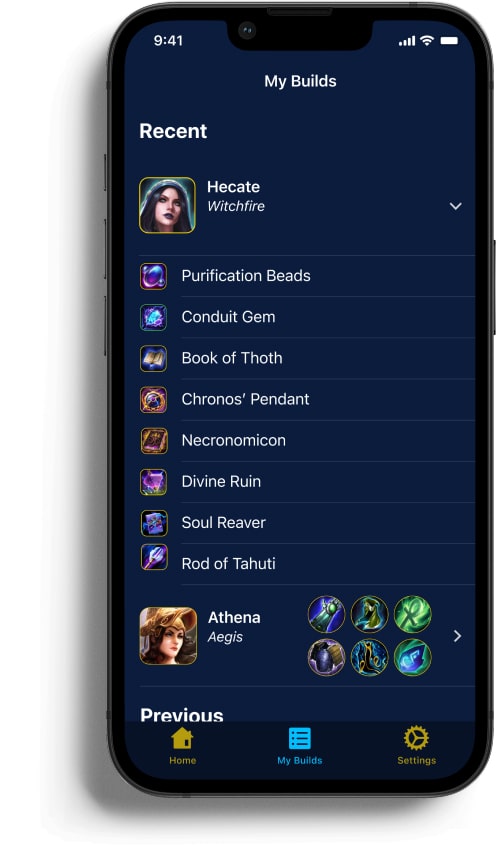 9:41
My Builds
Recent
Hecate
Witchfire
Purification Beads
Conduit Gem
Book of Thoth
Chronos’ Pendant
Necronomicon
Divine Ruin
Soul Reaver
Rod of Tahuti
Athena
Aegis
Previous
Home
My Builds
Settings